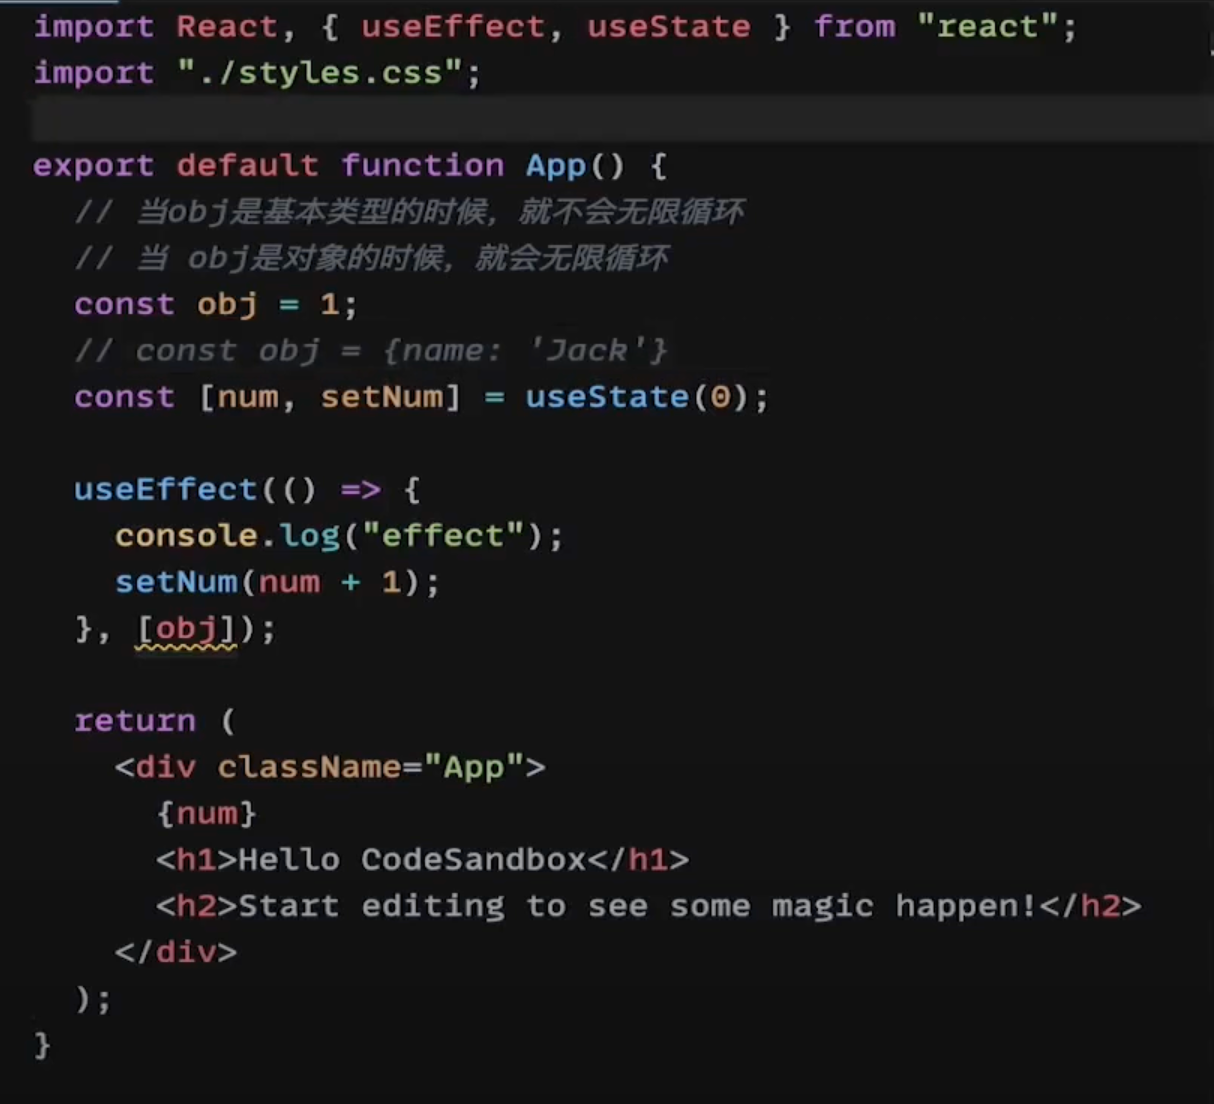 import React, { useEffect, useState } from "react";
import "./styles.css";
export default function App() {
// 当obj是基本类型的时候，就不会无限循环
// 当 obj是对象的时候，就会无限循环
const obj = 1;
// const obj = {name: 'Jack'}
const [num, setNum] = useState(0);
useEffect(() => {
console.log("effect");
setNum(num + 1);
}, [obj]);
return (
<div className="App">
{num}
<h1>Hello CodeSandbox</h1>
<h2>Start editing to see some magic happen!</h2>
</div>
);
}